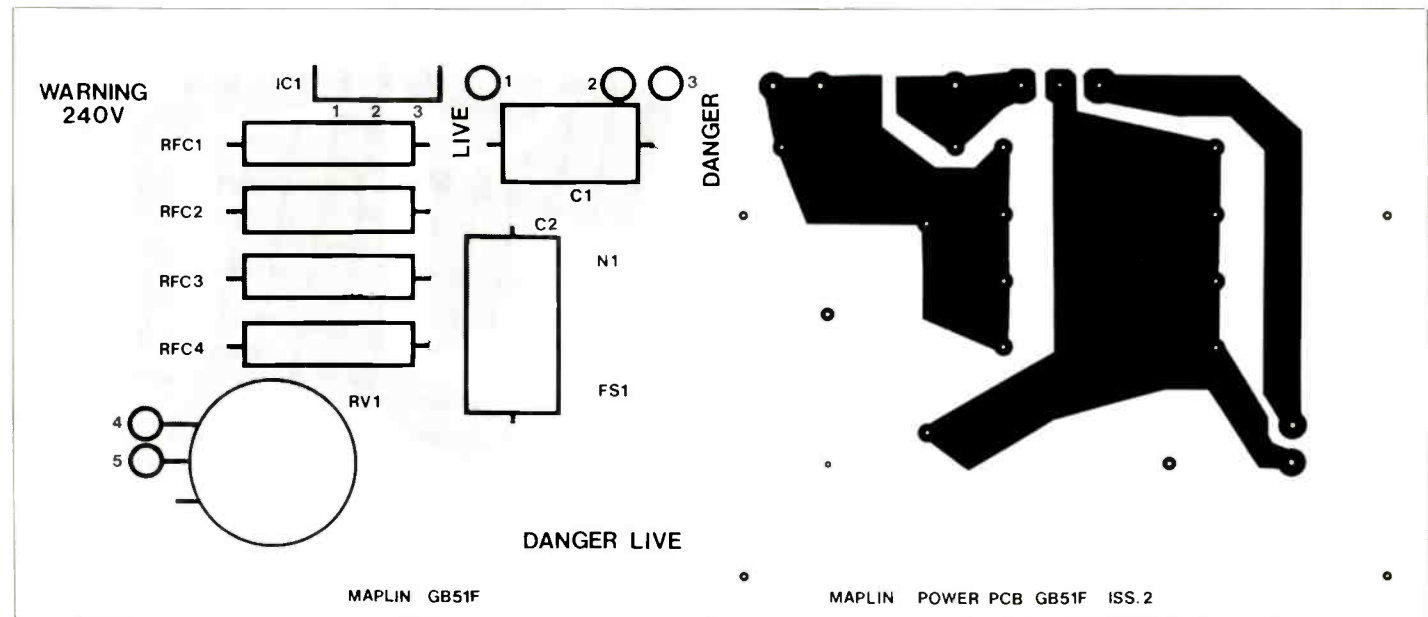 WARNING
240V
IC1
1 2 3
1
2
3
LIVE
DANGER
RFC1
C1
RFC2
C2
N1
RFC3
RFC4
FS1
RV1
4
5
DANGER LIVE
MAPLIN GB51F
MAPLIN POWER PCB GB51F ISS.2